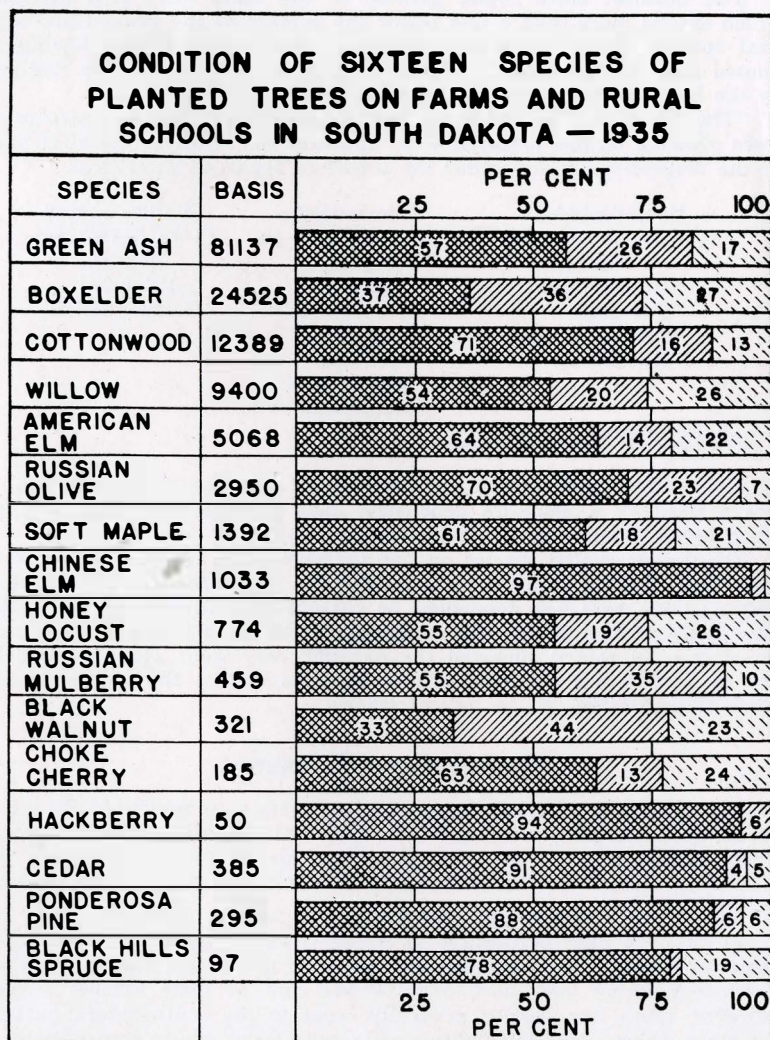 CONDITION OF SIXTEEN SPECIES OF
PLANTED TREES ON FARMS AND RURAL
SCHOOLS IN SOUTH DAKOTA — 1935
SPECIES BASIS PER CENT
25 50 75 100
GREEN ASH 81137 57 26 17
BOXELDER 24525 37 36 27
COTTONWOOD 12389 71 16 13
WILLOW 9400 54 20 26
AMERICAN
ELM 5068 64 14 22
RUSSIAN
OLIVE 2950 70 23 7
SOFT MAPLE 1392 61 18 21
CHINESE
ELM 1033 97
HONEY
LOCUST 774 55 19 26
RUSSIAN
MULBERRY 459 55 35 10
BLACK
WALNUT 321 33 44 23
CHOKE
CHERRY 185 63 13 24
HACKBERRY 50 94 6
CEDAR 385 91 4 5
PONDEROSA
PINE 295 88 6 6
BLACK HILLS
SPRUCE 97 78 19
25 50 75 100
PER CENT